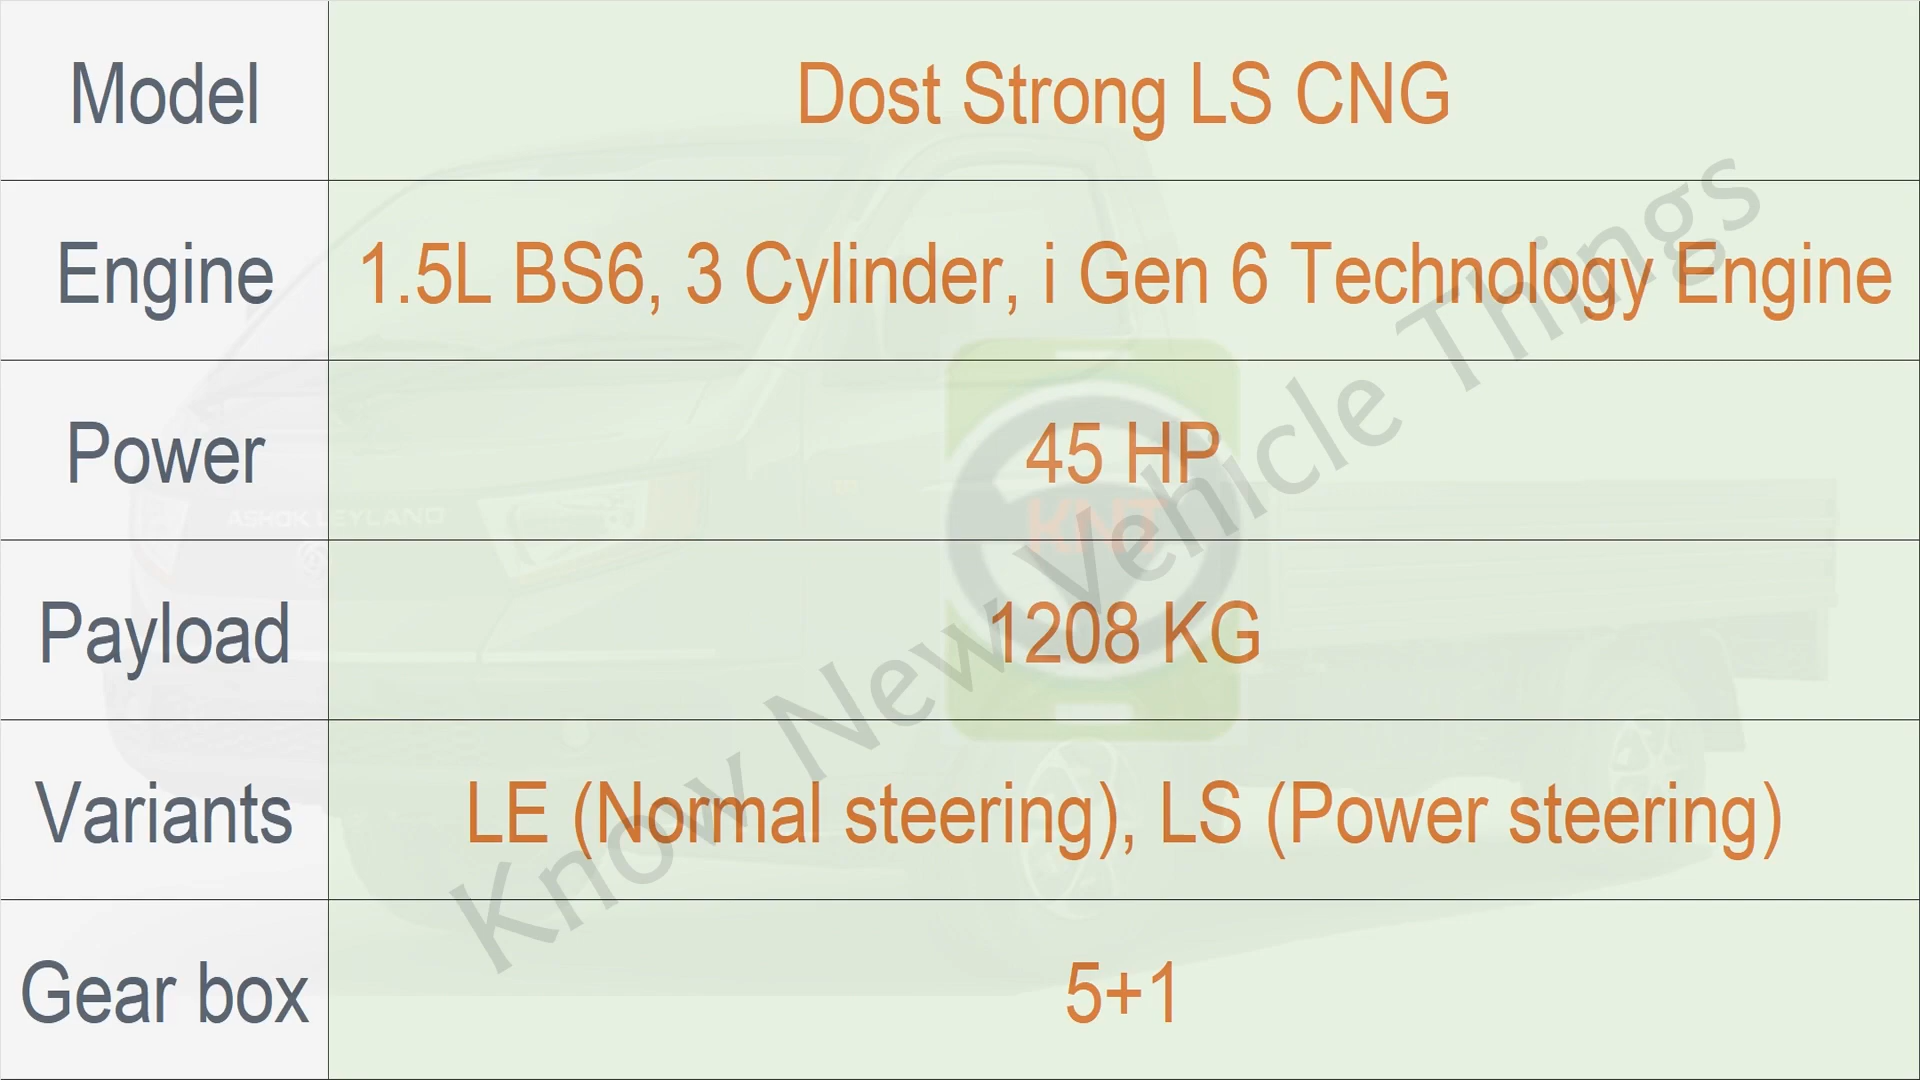 Model
Dost Strong LS CNG
Engine
1.5L BS6, 3 Cylinder, i Gen 6 Technology Engine
Power
45 HP
ASHOK LEYLAND
KNT
Payload
1208 KG
Variants
LE (Normal steering), LS (Power steering)
Gear box
5+1
Know New Vehicle Things